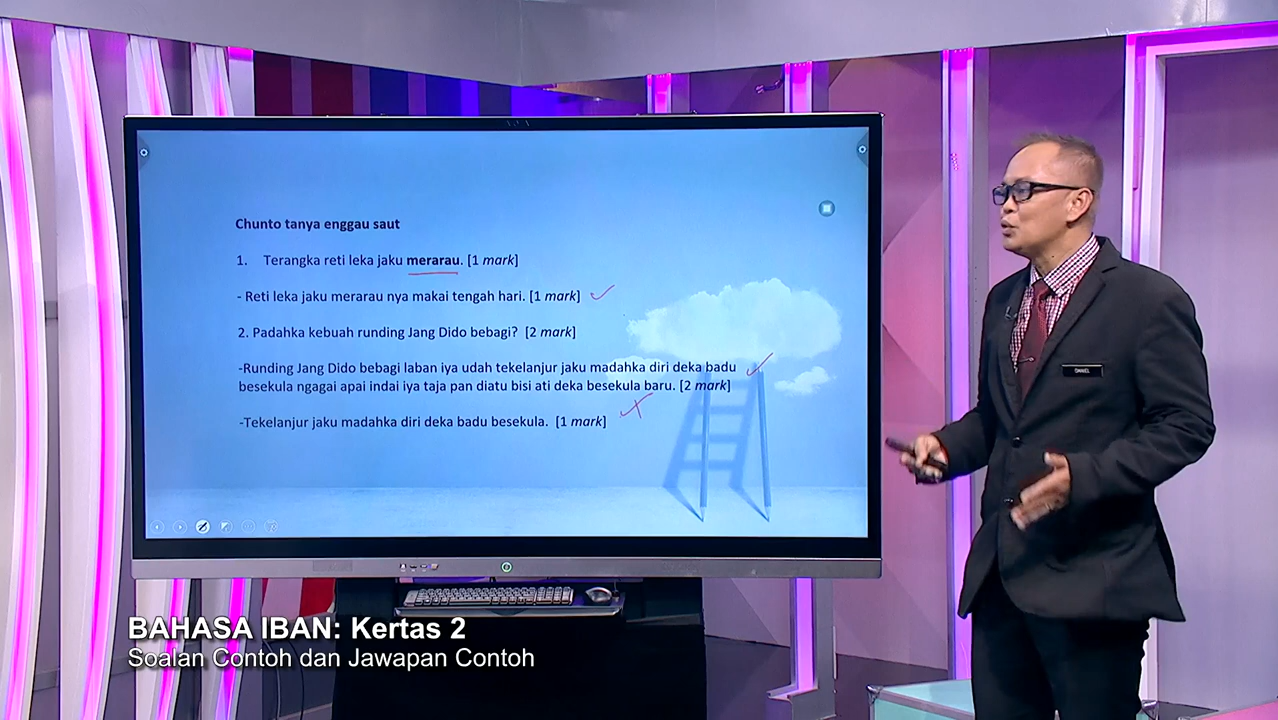 Chunto tanya enggau saut
1. Terangka reti leka jaku merarau. [1 mark]
- Reti leka jaku merarau nya makai tengah hari. [1 mark]
2. Padahka kebuah runding Jang Dido bebagi? [2 mark]
-Runding Jang Dido bebagi laban iya udah tekelanjur jaku madahka diri deka badu
besekula ngagai apai indai iya taja pan diatu bisi ati deka besekula baru. [2 mark]
-Tekelanjur jaku madahka diri deka badu besekula. [1 mark]
DANIEL
BAHASA IBAN: Kertas 2
Soalan Contoh dan Jawapan Contoh